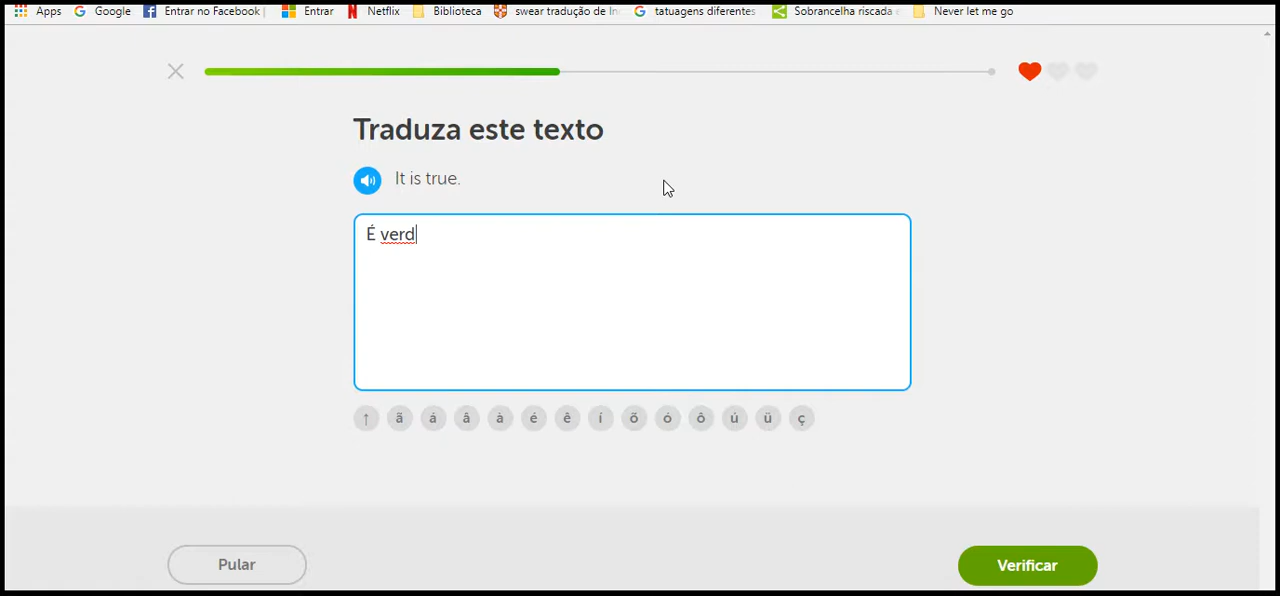 Apps Google Entrar no Facebook Entrar Netflix Biblioteca swear tradução de In tatuagens diferentes Sobrancelha riscada Never let me go
Traduza este texto
It is true.
É verd
↑ ã á â à é ê í õ ó ô ú ü ç
Pular Verificar